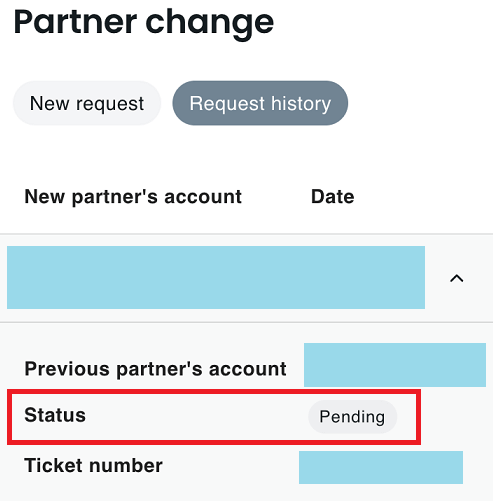 Partner change
New request Request history
New partner's account Date
Previous partner's account
Status Pending
Ticket number